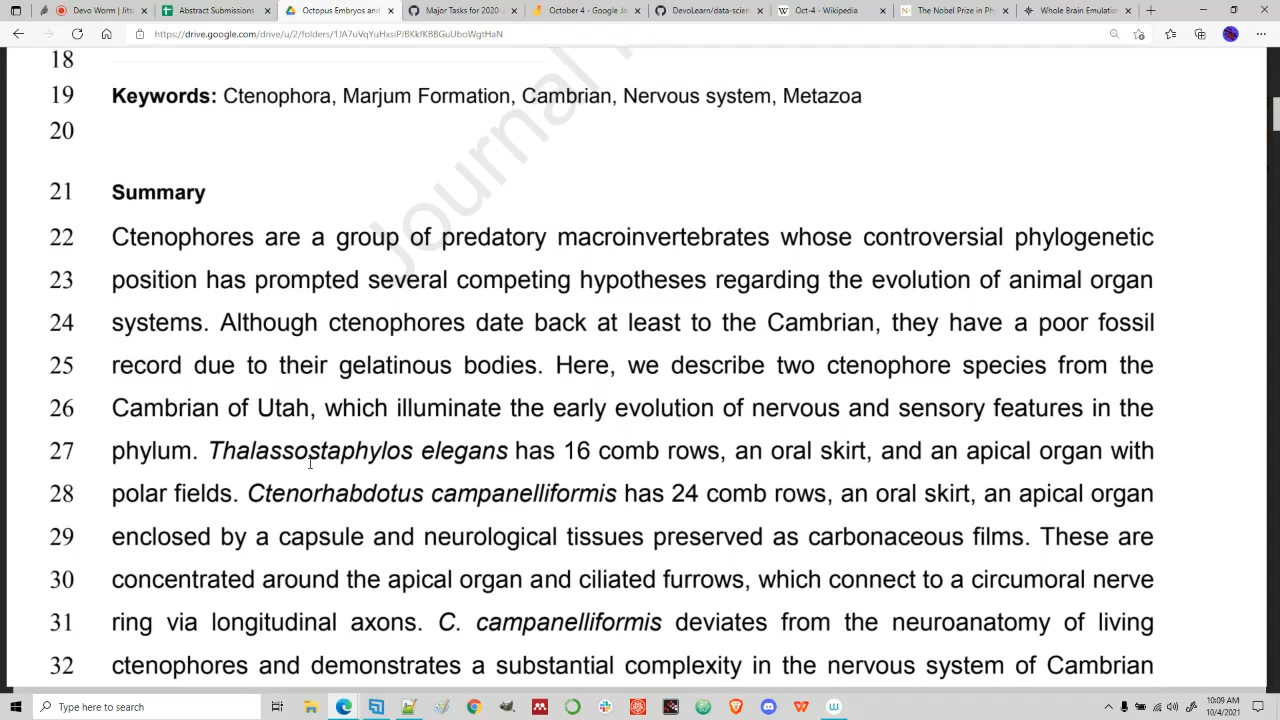 Devo Worm | Jitsi
Abstract Submissions
Octopus Embryos and
Major Tasks for 2020
October 4 - Google Ja
DevoLearn/data-scien
Oct-4 - Wikipedia
The Nobel Prize in Ph
Whole Brain Emulation
https://drive.google.com/drive/u/2/folders/
18
19 Keywords: Ctenophora, Marjum Formation, Cambrian, Nervous system, Metazoa
20
21 Summary
22 Ctenophores are a group of predatory macroinvertebrates whose controversial phylogenetic
23 position has prompted several competing hypotheses regarding the evolution of animal organ
24 systems. Although ctenophores date back at least to the Cambrian, they have a poor fossil
25 record due to their gelatinous bodies. Here, we describe two ctenophore species from the
26 Cambrian of Utah, which illuminate the early evolution of nervous and sensory features in the
27 phylum. Thalassostaphylos elegans has 16 comb rows, an oral skirt, and an apical organ with
28 polar fields. Ctenorhabdotus campanelliformis has 24 comb rows, an oral skirt, an apical organ
29 enclosed by a capsule and neurological tissues preserved as carbonaceous films. These are
30 concentrated around the apical organ and ciliated furrows, which connect to a circumoral nerve
31 ring via longitudinal axons. C. campanelliformis deviates from the neuroanatomy of living
32 ctenophores and demonstrates a substantial complexity in the nervous system of Cambrian
Journal
Type here to search
10:09 AM
10/4/2021